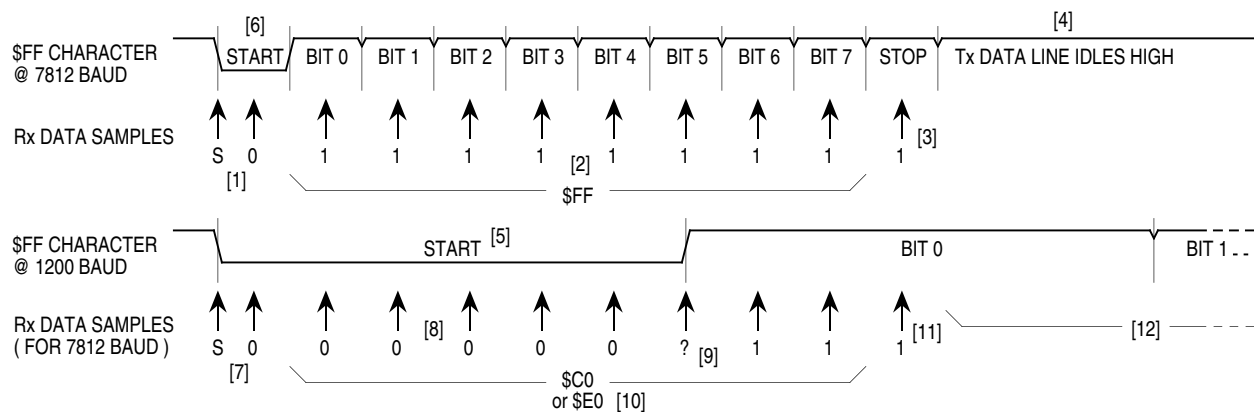 [6] [4]
$FF CHARACTER START BIT 0 BIT 1 BIT 2 BIT 3 BIT 4 BIT 5 BIT 6 BIT 7 STOP Tx DATA LINE IDLES HIGH
@ 7812 BAUD
Rx DATA SAMPLES [3]
S 0 1 1 1 1 [2] 1 1 1 1 1
[1]
$FF
$FF CHARACTER START [5] BIT 0 BIT 1
@ 1200 BAUD
Rx DATA SAMPLES [8] [11] [12]
( FOR 7812 BAUD ) S 0 0 0 0 0 0 ? [9] 1 1 1
[7]
$C0
or $E0 [10]